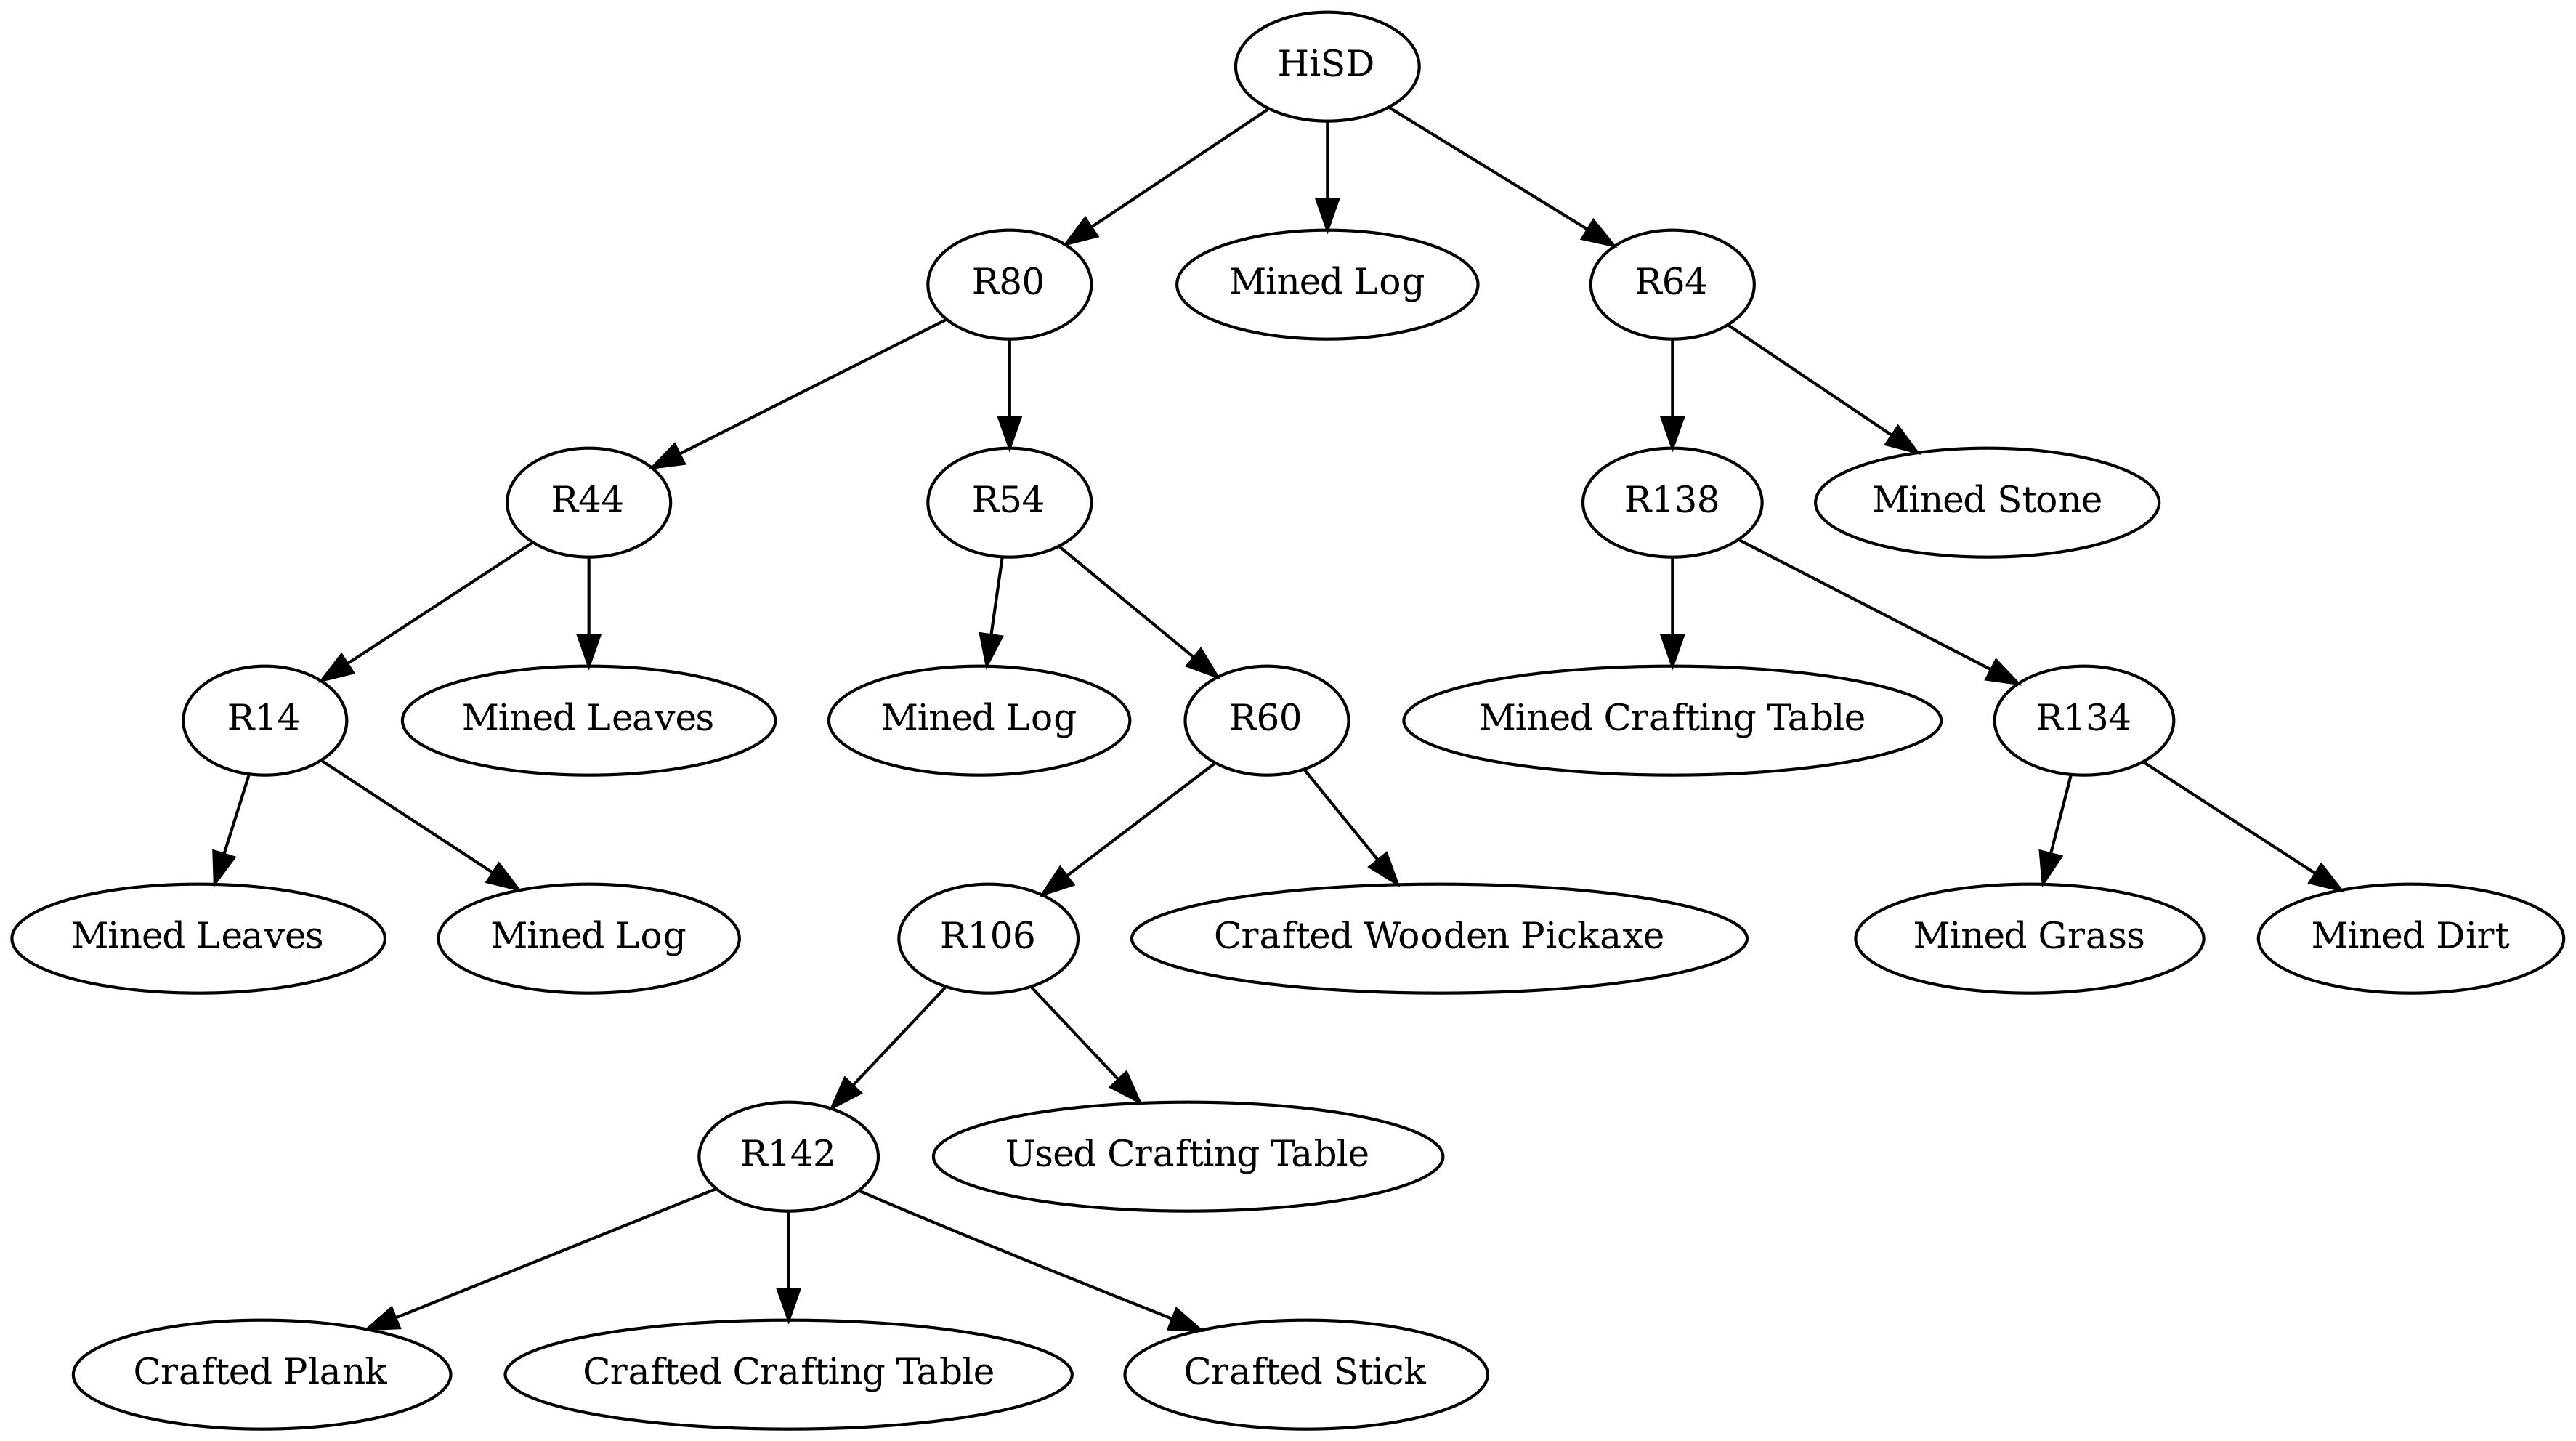 HiSD
R80
Mined Log
R64
R44
R54
R138
Mined Stone
R14
Mined Leaves
Mined Log
R60
Mined Crafting Table
R134
Mined Leaves
Mined Log
R106
Crafted Wooden Pickaxe
Mined Grass
Mined Dirt
R142
Used Crafting Table
Crafted Plank
Crafted Crafting Table
Crafted Stick